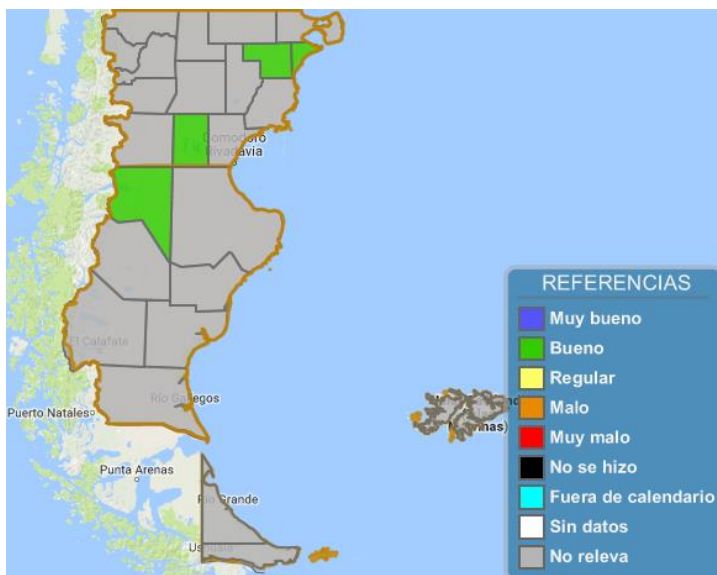 Comodoro
Rivadavia
El Calafate
Río Gallegos
Puerto Natales
Punta Arenas
Río Grande
Ushuaia
REFERENCIAS
Muy bueno
Bueno
Regular
Malo
Muy malo
No se hizo
Fuera de calendario
Sin datos
No releva